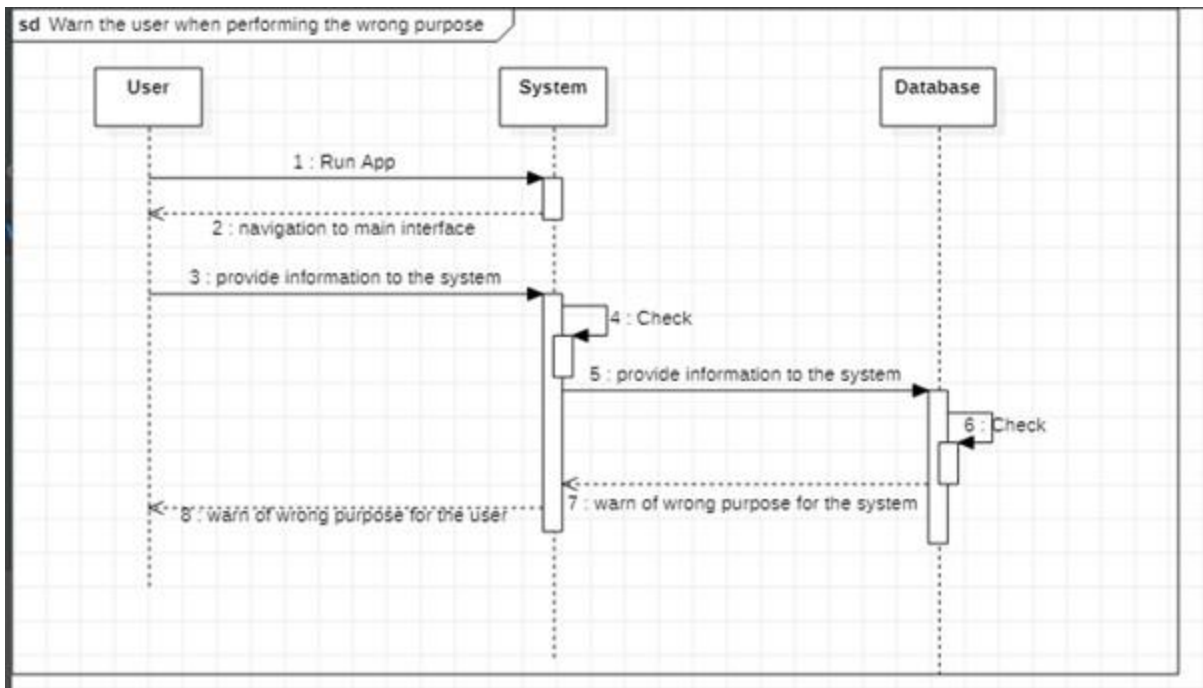 sd Warn the user when performing the wrong purpose
User
System
Database
1 : Run App
2 : navigation to main interface
3 : provide information to the system
4 : Check
5 : provide information to the system
6 : Check
7 : warn of wrong purpose for the system
8 : warn of wrong purpose for the user